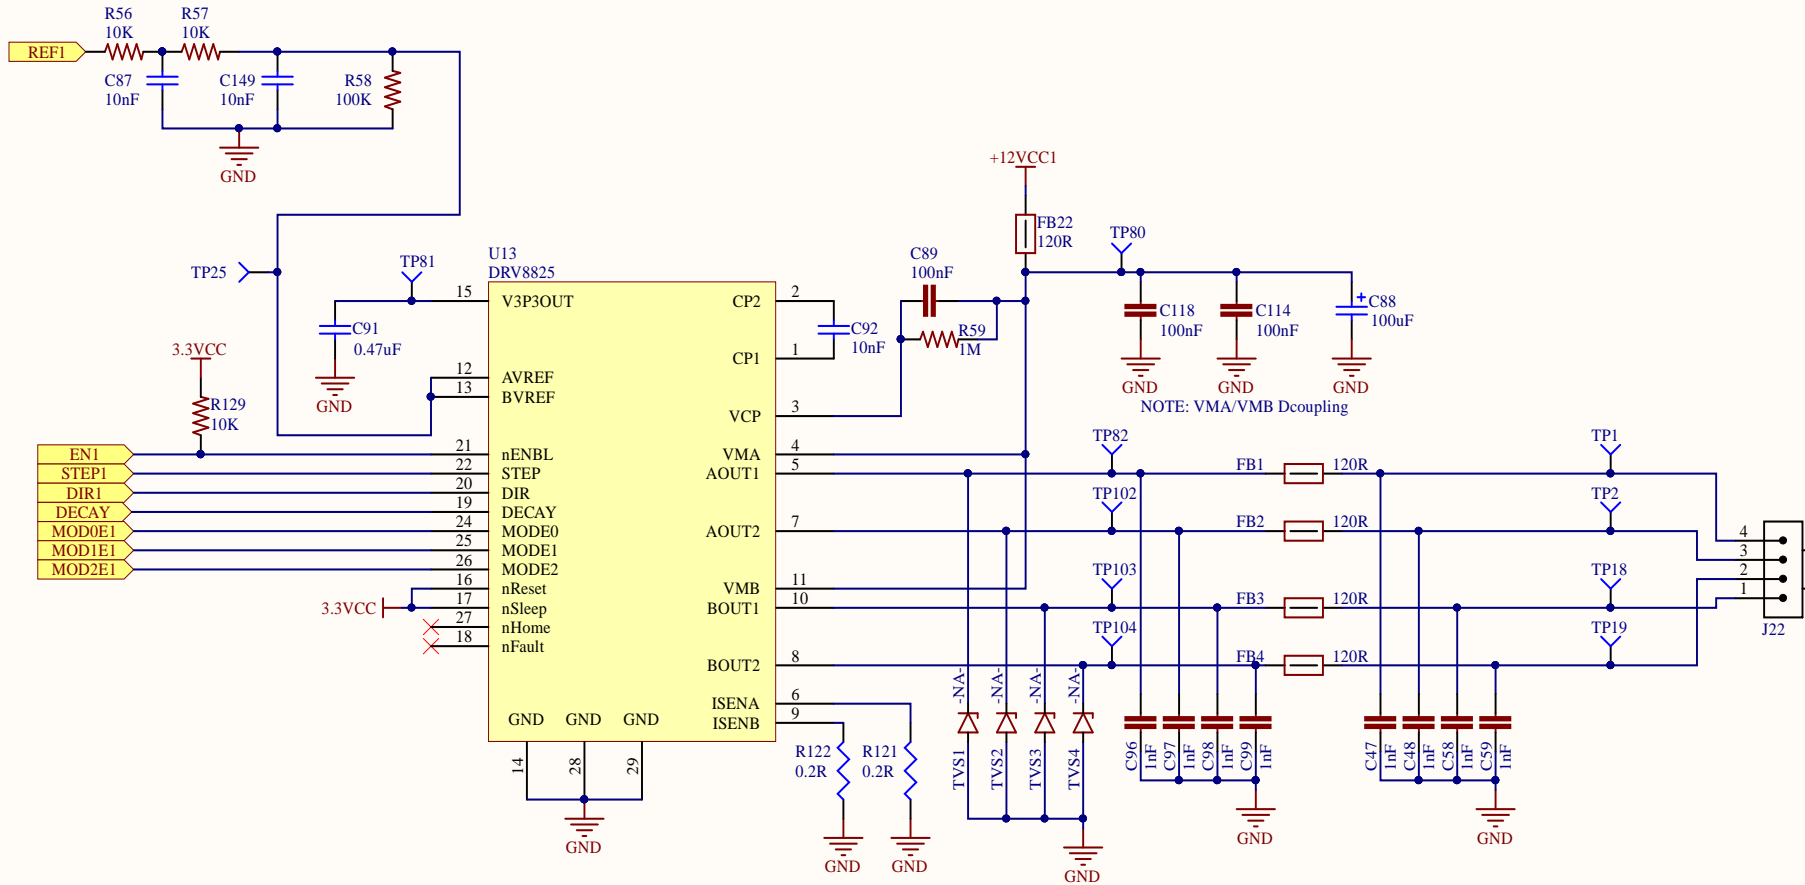 R56
10K
R57
10K
REF1
C87
10nF
C149
10nF
R58
100K
GND
+12VCC1
FB22
120R
TP80
C89
100nF
TP25
TP81
U13
DRV8825
C91
0.47uF
GND
3.3VCC
R129
10K
15 V3P3OUT
12 AVREF
13 BVREF
21 nENBL
22 STEP
20 DIR
19 DECAY
24 MODE0
25 MODE1
26 MODE2
16 nReset
17 nSleep
27 nHome
18 nFault
EN1
STEP1
DIR1
DECAY
MOD0E1
MOD1E1
MOD2E1
3.3VCC
CP2 2
CP1 1
VCP 3
VMA 4
AOUT1 5
AOUT2 7
VMB 11
BOUT1 10
BOUT2 8
ISENA 6
ISENB 9
GND GND GND
14 28 29
GND
C92
10nF
R59
1M
C118
100nF
C114
100nF
+ C88
100uF
GND GND GND
NOTE: VMA/VMB Dcoupling
TP82
TP102
TP103
TP104
FB1 120R
FB2 120R
FB3 120R
FB4 120R
TP1
TP2
TP18
TP19
4
3
2
1
J22
R122
0.2R
R121
0.2R
GND GND
-NA- -NA- -NA- -NA-
TVS1 TVS2 TVS3 TVS4
GND
C96 1nF
C97 1nF
C98 1nF
C99 1nF
GND
C47 1nF
C48 1nF
C58 1nF
C59 1nF
GND